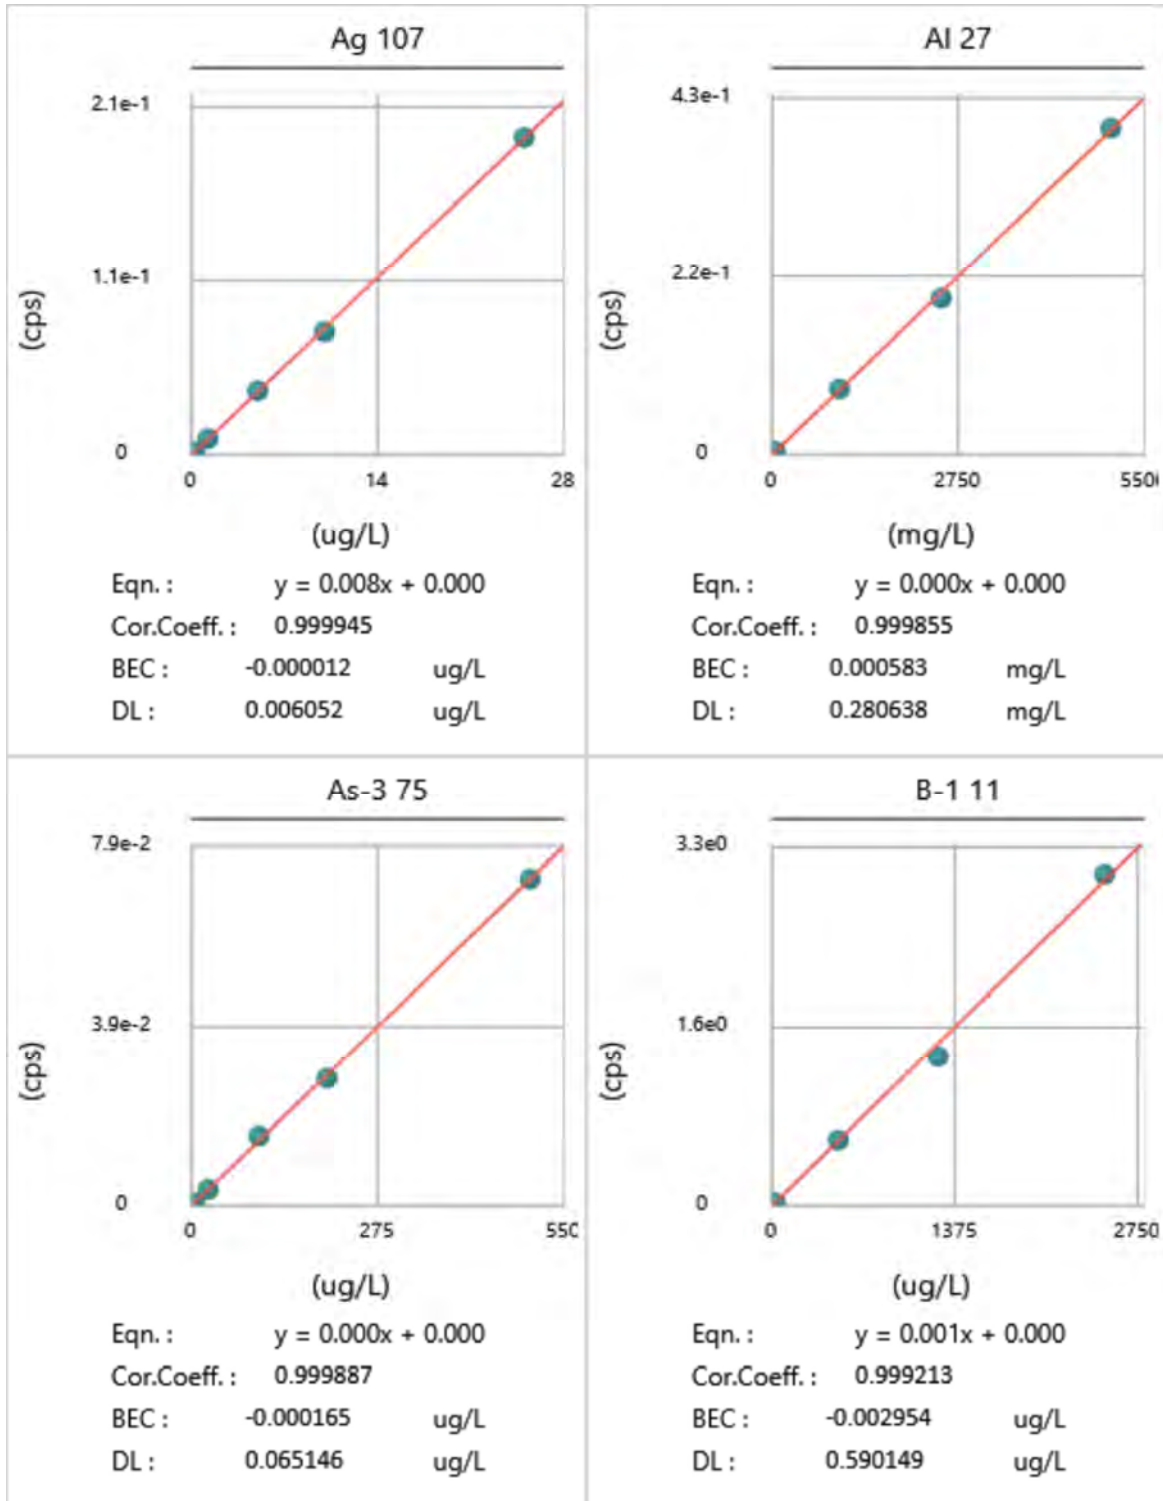 Ag 107
2.1e-1
1.1e-1
0
(cps)
0 14 28
(ug/L)
Eqn. : y = 0.008x + 0.000
Cor.Coeff. : 0.999945
BEC : -0.000012 ug/L
DL : 0.006052 ug/L
Al 27
4.3e-1
2.2e-1
0
(cps)
0 2750 550
(mg/L)
Eqn. : y = 0.000x + 0.000
Cor.Coeff. : 0.999855
BEC : 0.000583 mg/L
DL : 0.280638 mg/L
As-3 75
7.9e-2
3.9e-2
0
(cps)
0 275 550
(ug/L)
Eqn. : y = 0.000x + 0.000
Cor.Coeff. : 0.999887
BEC : -0.000165 ug/L
DL : 0.065146 ug/L
B-1 11
3.3e0
1.6e0
0
(cps)
0 1375 2750
(ug/L)
Eqn. : y = 0.001x + 0.000
Cor.Coeff. : 0.999213
BEC : -0.002954 ug/L
DL : 0.590149 ug/L